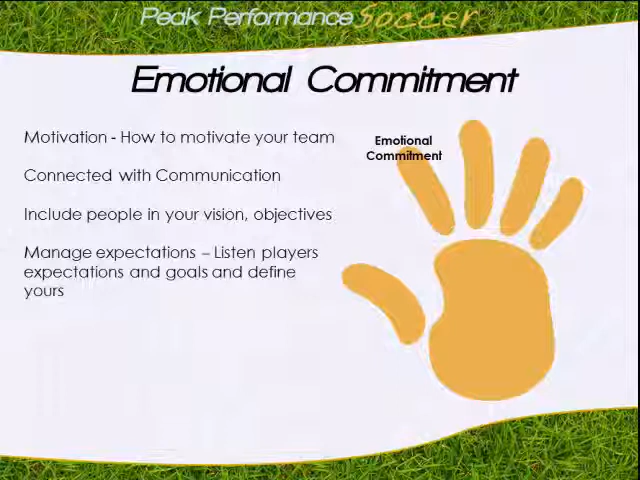 Peak Performance Soccer
Emotional Commitment
Motivation - How to motivate your team
Connected with Communication
Include people in your vision, objectives
Manage expectations – Listen players
expectations and goals and define
yours
Emotional
Commitment